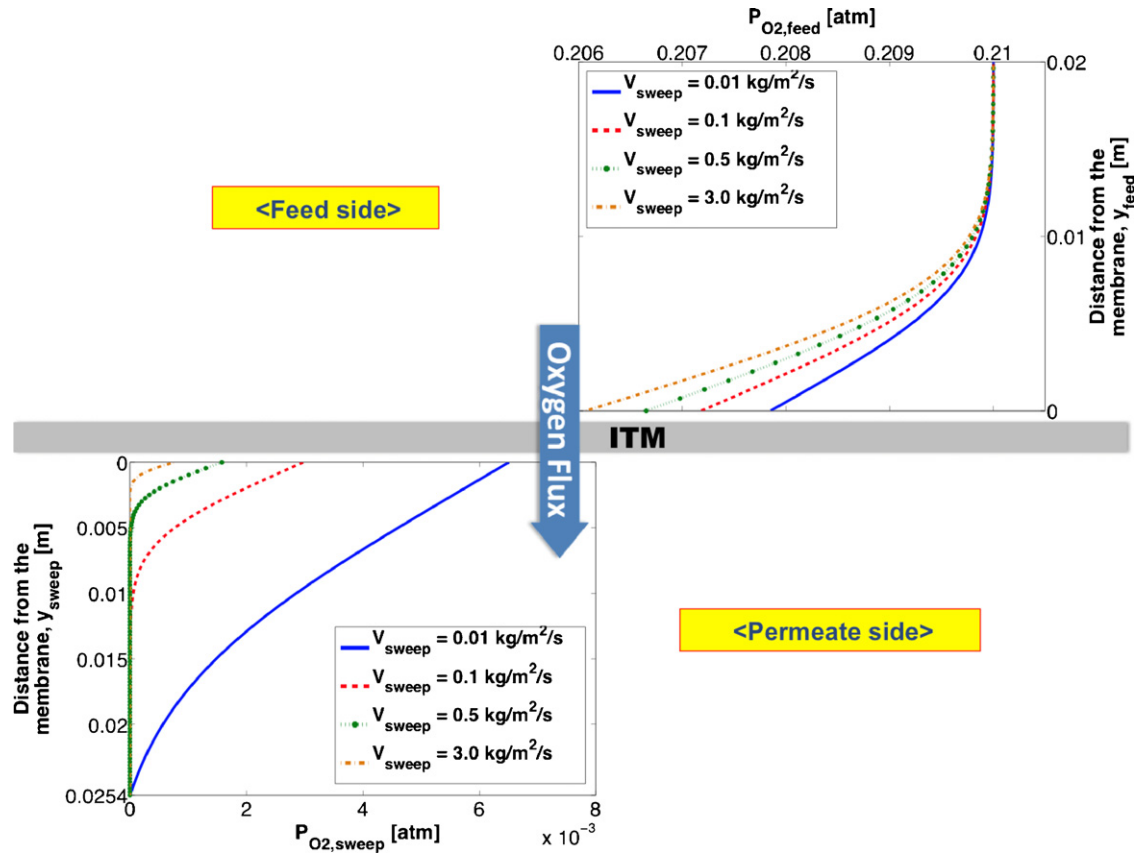 P_O2,feed [atm]
0.206 0.207 0.208 0.209 0.21
V_sweep = 0.01 kg/m²/s
V_sweep = 0.1 kg/m²/s
V_sweep = 0.5 kg/m²/s
V_sweep = 3.0 kg/m²/s
0.02
0.01
0
Distance from the
membrane, y_feed [m]
<Feed side>
Oxygen Flux
ITM
0
0.005
0.01
0.015
0.02
0.0254
Distance from the
membrane, y_sweep [m]
V_sweep = 0.01 kg/m²/s
V_sweep = 0.1 kg/m²/s
V_sweep = 0.5 kg/m²/s
V_sweep = 3.0 kg/m²/s
<Permeate side>
0 2 4 6 8
x 10⁻³
P_O2,sweep [atm]